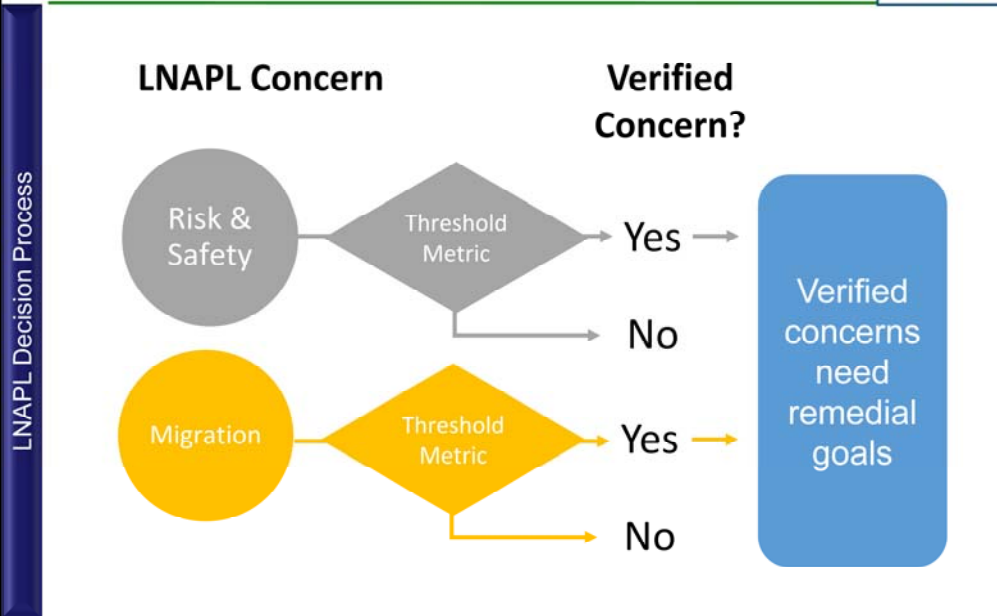 LNAPL Decision Process
LNAPL Concern
Verified
Concern?
Risk &
Safety
Threshold
Metric
Yes
No
Migration
Threshold
Metric
Yes
No
Verified
concerns
need
remedial
goals